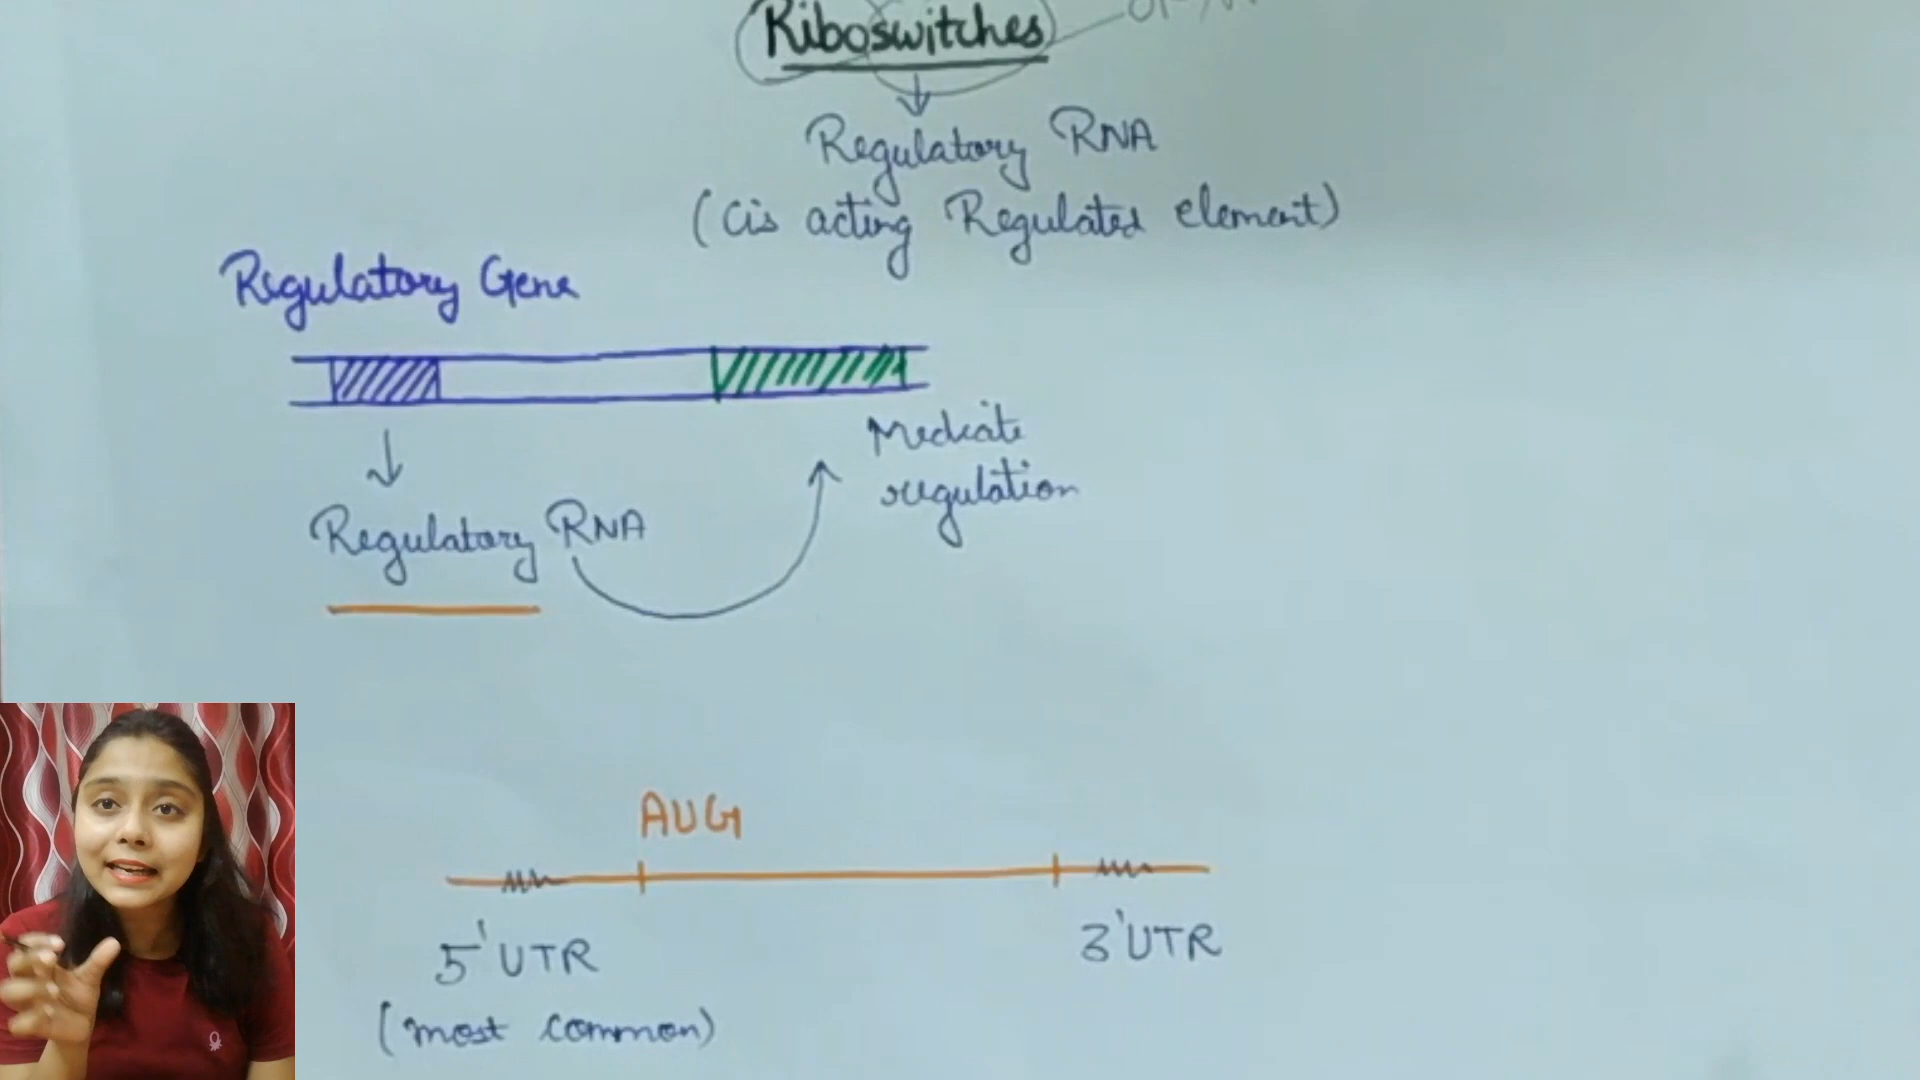 Riboswitches
Regulatory RNA
(cis acting Regulated element)
Regulatory Gene
Mediate
regulation
Regulatory RNA
AUG
5' UTR
3' UTR
(most common)